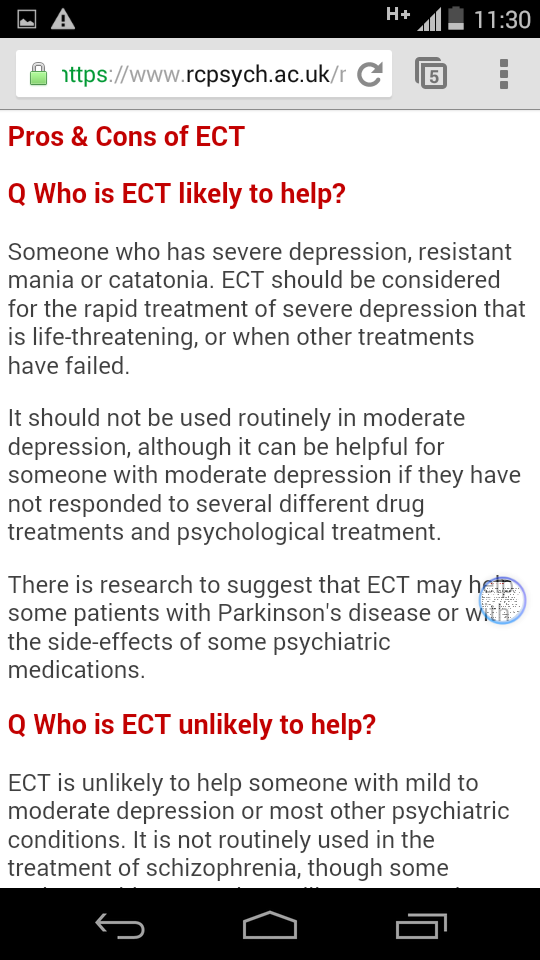 H+ 11:30
https://www.rcpsych.ac.uk/r 5
Pros & Cons of ECT
Q Who is ECT likely to help?
Someone who has severe depression, resistant
mania or catatonia. ECT should be considered
for the rapid treatment of severe depression that
is life-threatening, or when other treatments
have failed.
It should not be used routinely in moderate
depression, although it can be helpful for
someone with moderate depression if they have
not responded to several different drug
treatments and psychological treatment.
There is research to suggest that ECT may help
some patients with Parkinson's disease or with
the side-effects of some psychiatric
medications.
Q Who is ECT unlikely to help?
ECT is unlikely to help someone with mild to
moderate depression or most other psychiatric
conditions. It is not routinely used in the
treatment of schizophrenia, though some